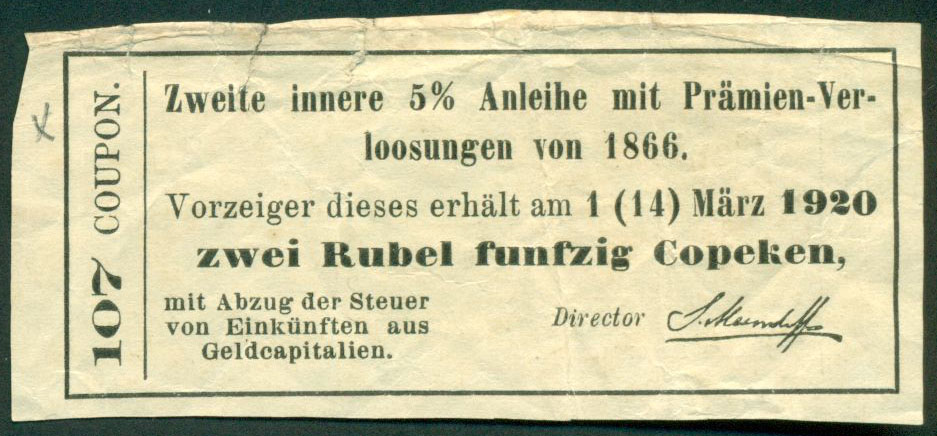 107 COUPON.
Zweite innere 5% Anleihe mit Prämien-Ver-
loosungen von 1866.
Vorzeiger dieses erhält am 1 (14) März 1920
zwei Rubel funfzig Copeken,
mit Abzug der Steuer
von Einkünften aus
Geldcapitalien.
Director